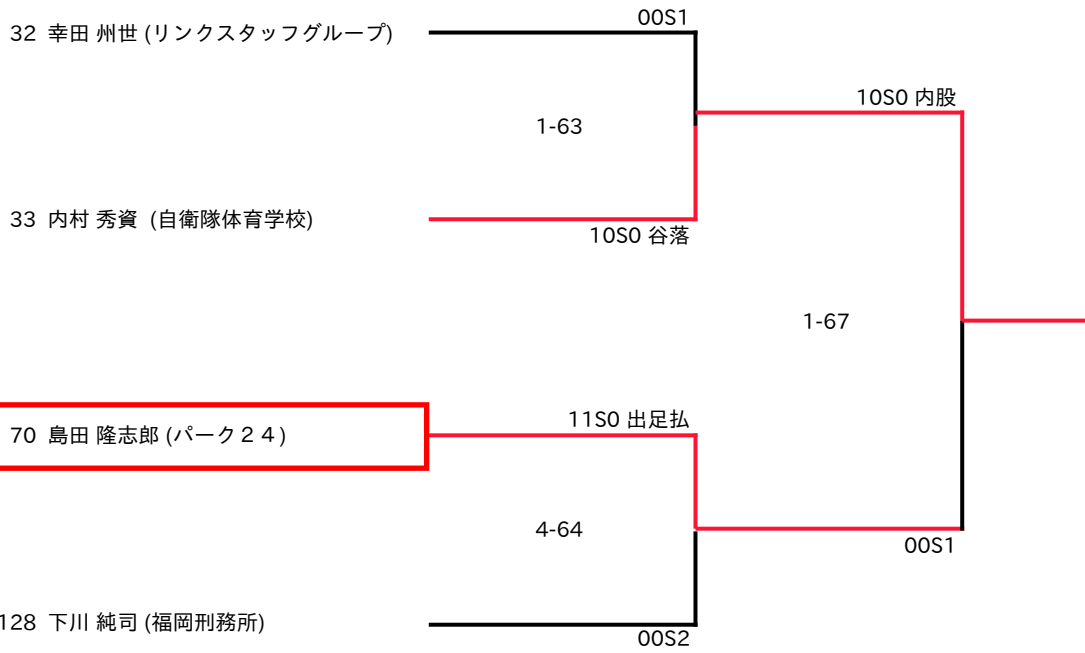 00S1
32 幸田 州世 (リンクスタッフグループ)
10S0 内股
1-63
33 内村 秀資 (自衛隊体育学校)
10S0 谷落
1-67
11S0 出足払
70 島田 隆志郎 (パーク２４)
4-64
00S1
128 下川 純司 (福岡刑務所)
00S2